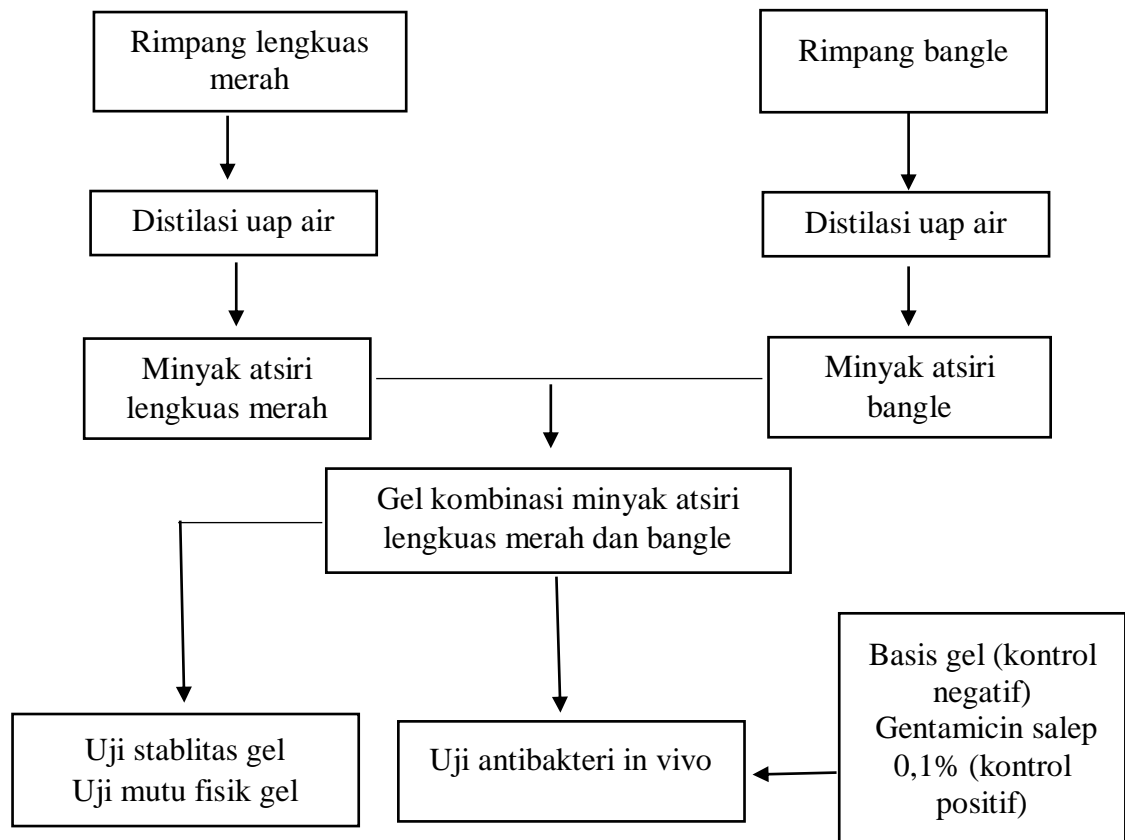 Rimpang lengkuas
merah
Rimpang bangle
Distilasi uap air
Distilasi uap air
Minyak atsiri
lengkuas merah
Minyak atsiri
bangle
Gel kombinasi minyak atsiri
lengkuas merah dan bangle
Uji stablitas gel
Uji mutu fisik gel
Uji antibakteri in vivo
Basis gel (kontrol
negatif)
Gentamicin salep
0,1% (kontrol
positif)